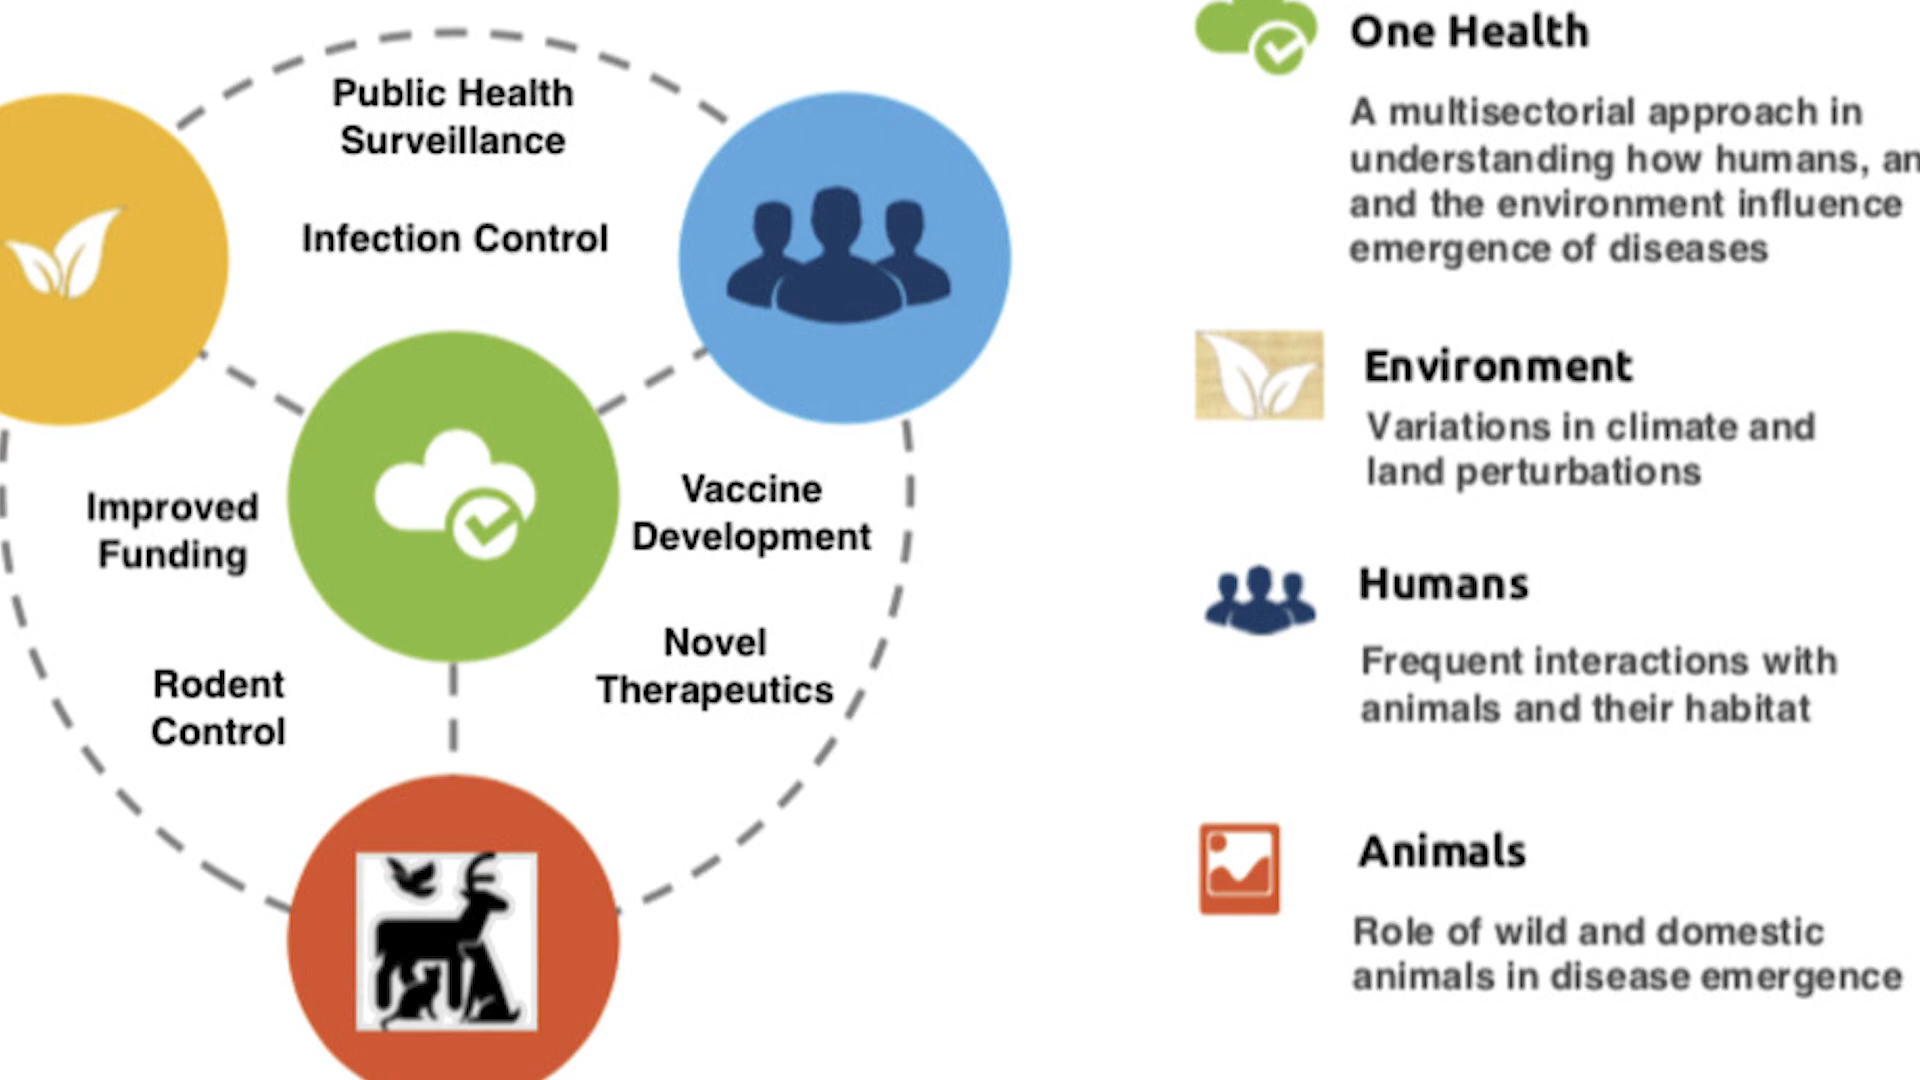 Public Health
Surveillance
Infection Control
Improved
Funding
Vaccine
Development
Rodent
Control
Novel
Therapeutics
One Health
A multisectorial approach in
understanding how humans,
and the environment influence
emergence of diseases
Environment
Variations in climate and
land perturbations
Humans
Frequent interactions with
animals and their habitat
Animals
Role of wild and domestic
animals in disease emergence